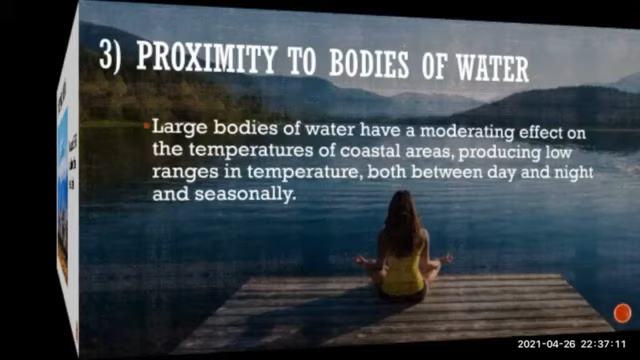 3) PROXIMITY TO BODIES OF WATER
Large bodies of water have a moderating effect on
the temperatures of coastal areas, producing low
ranges in temperature, both between day and night
and seasonally.
2021-04-26 22:37:11